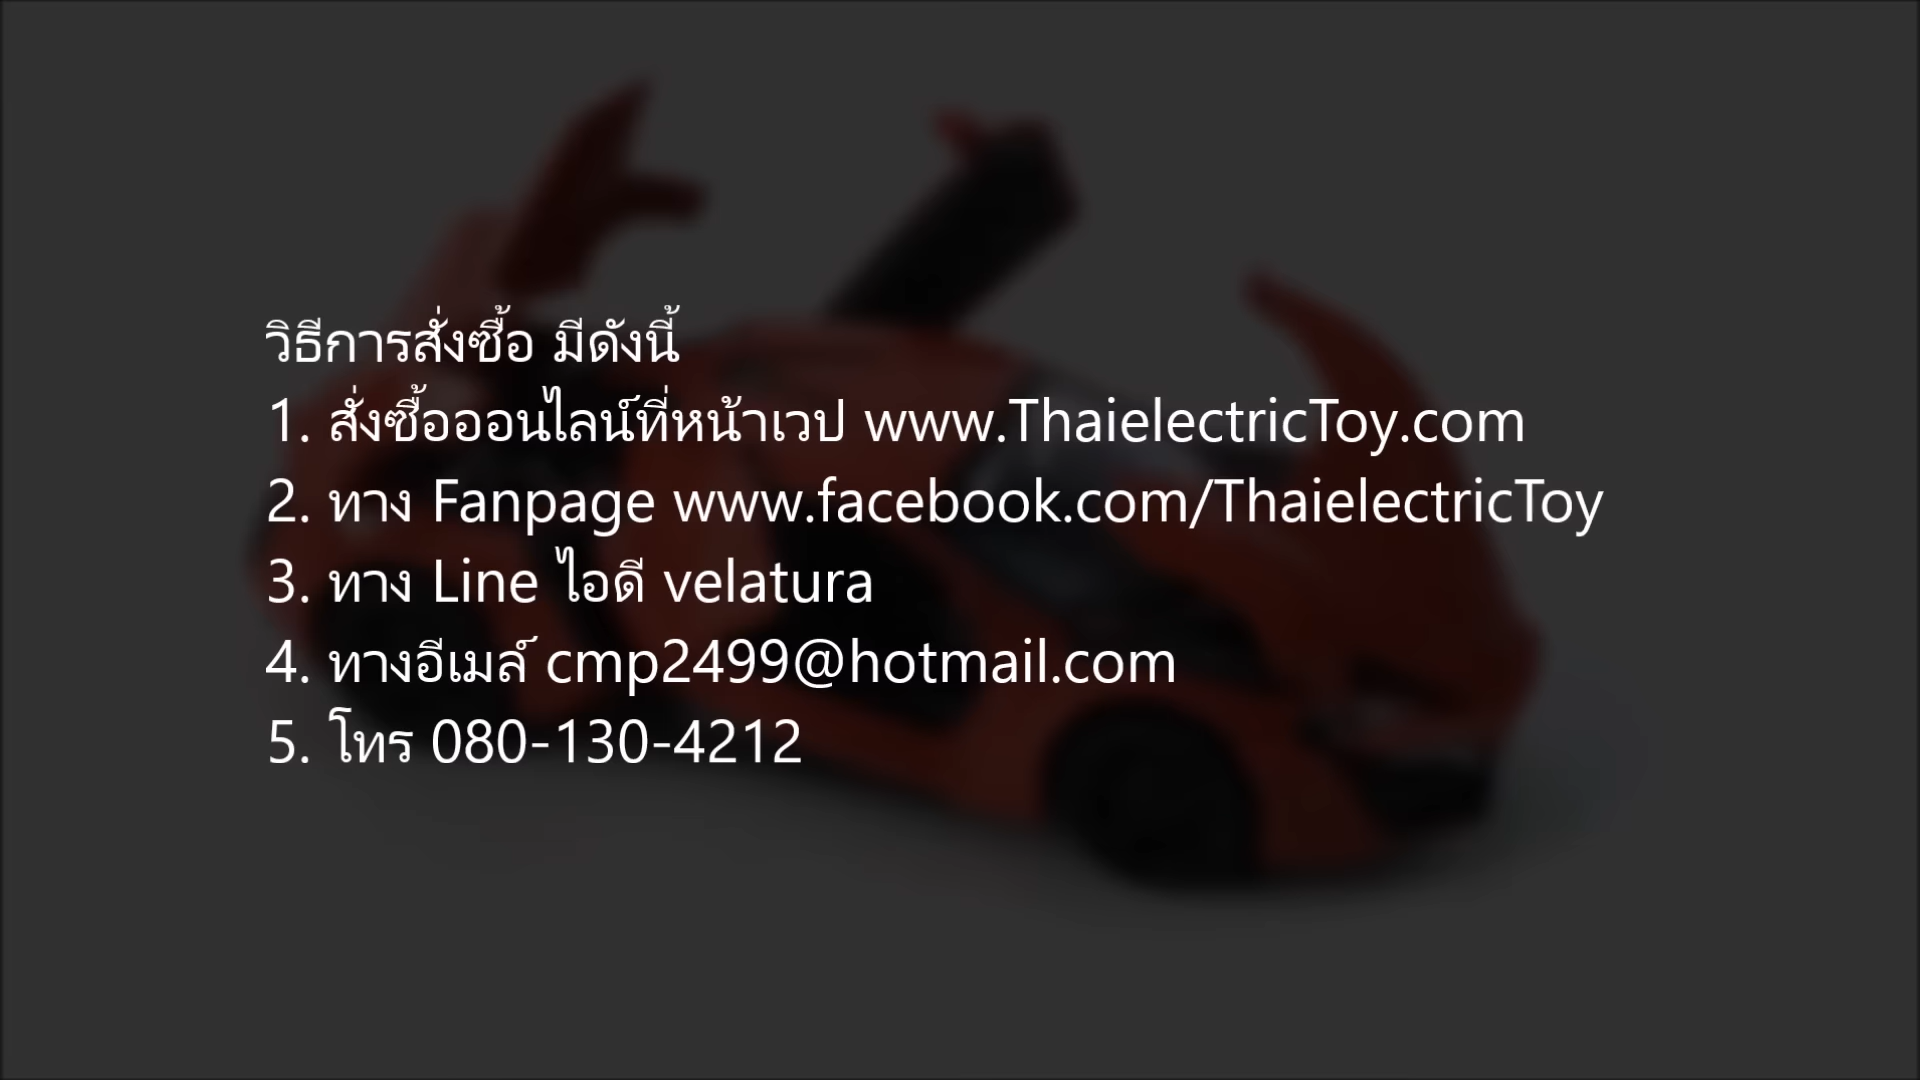 วิธีการสั่งซื้อ มีดังนี้
1. สั่งซื้อออนไลน์ที่หน้าเวป www.ThaielectricToy.com
2. ทาง Fanpage www.facebook.com/ThaielectricToy
3. ทาง Line ไอดี velatura
4. ทางอีเมล์ cmp2499@hotmail.com
5. โทร 080-130-4212